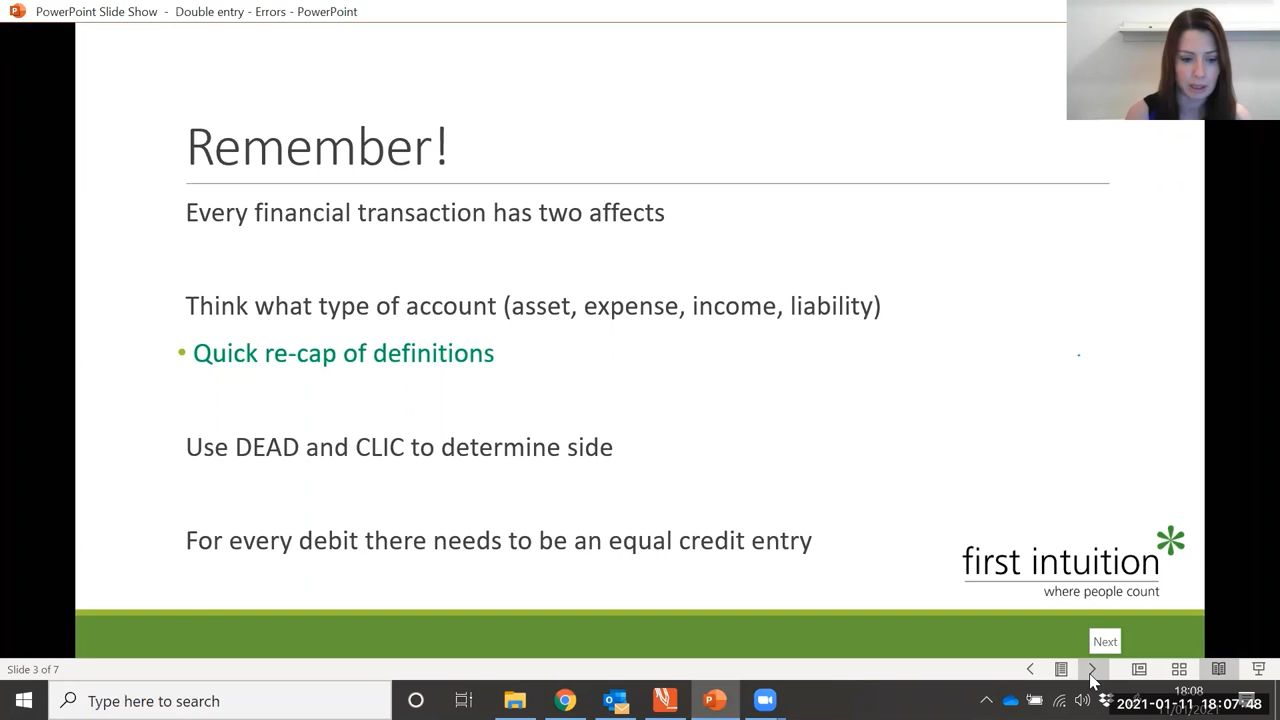 PowerPoint Slide Show - Double entry - Errors - PowerPoint
Remember!
Every financial transaction has two affects
Think what type of account (asset, expense, income, liability)
• Quick re-cap of definitions
Use DEAD and CLIC to determine side
For every debit there needs to be an equal credit entry
first intuition
where people count
Next
Slide 3 of 7
Type here to search
18:08
2021-01-11 18:07:48